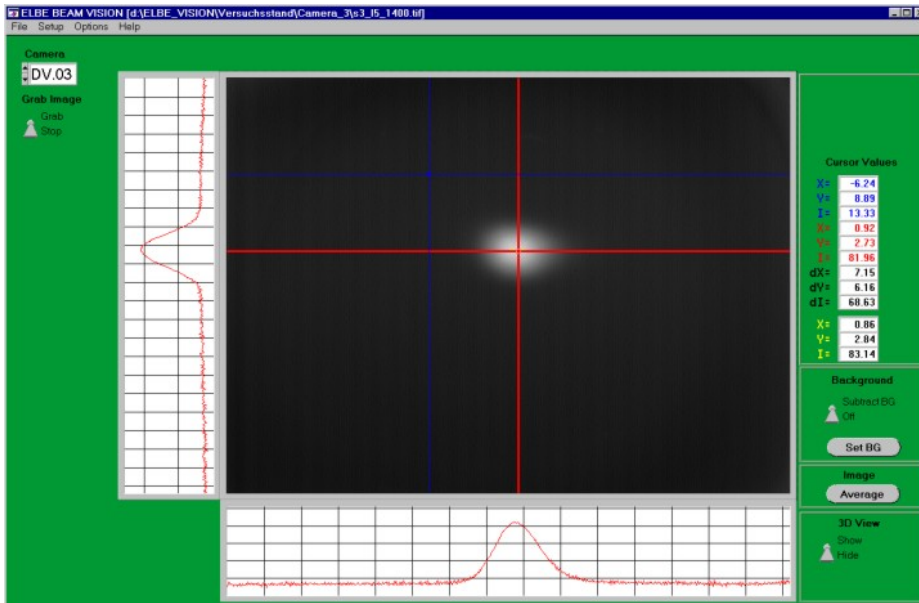 ELBE BEAM VISION [d:\ELBE_VISION\Versuchsstand\Camera_3\s3_I5_1400.tif]
File Setup Options Help
Camera
DV.03
Grab Image
Grab
Stop
Cursor Values
X= -6.24
Y= 8.89
I= 13.33
X= 0.92
Y= 2.73
I= 81.96
dX= 7.15
dY= 6.16
dI= 68.63
X= 0.86
Y= 2.84
I= 83.14
Background
Subtract BG
Off
Set BG
Image
Average
3D View
Show
Hide